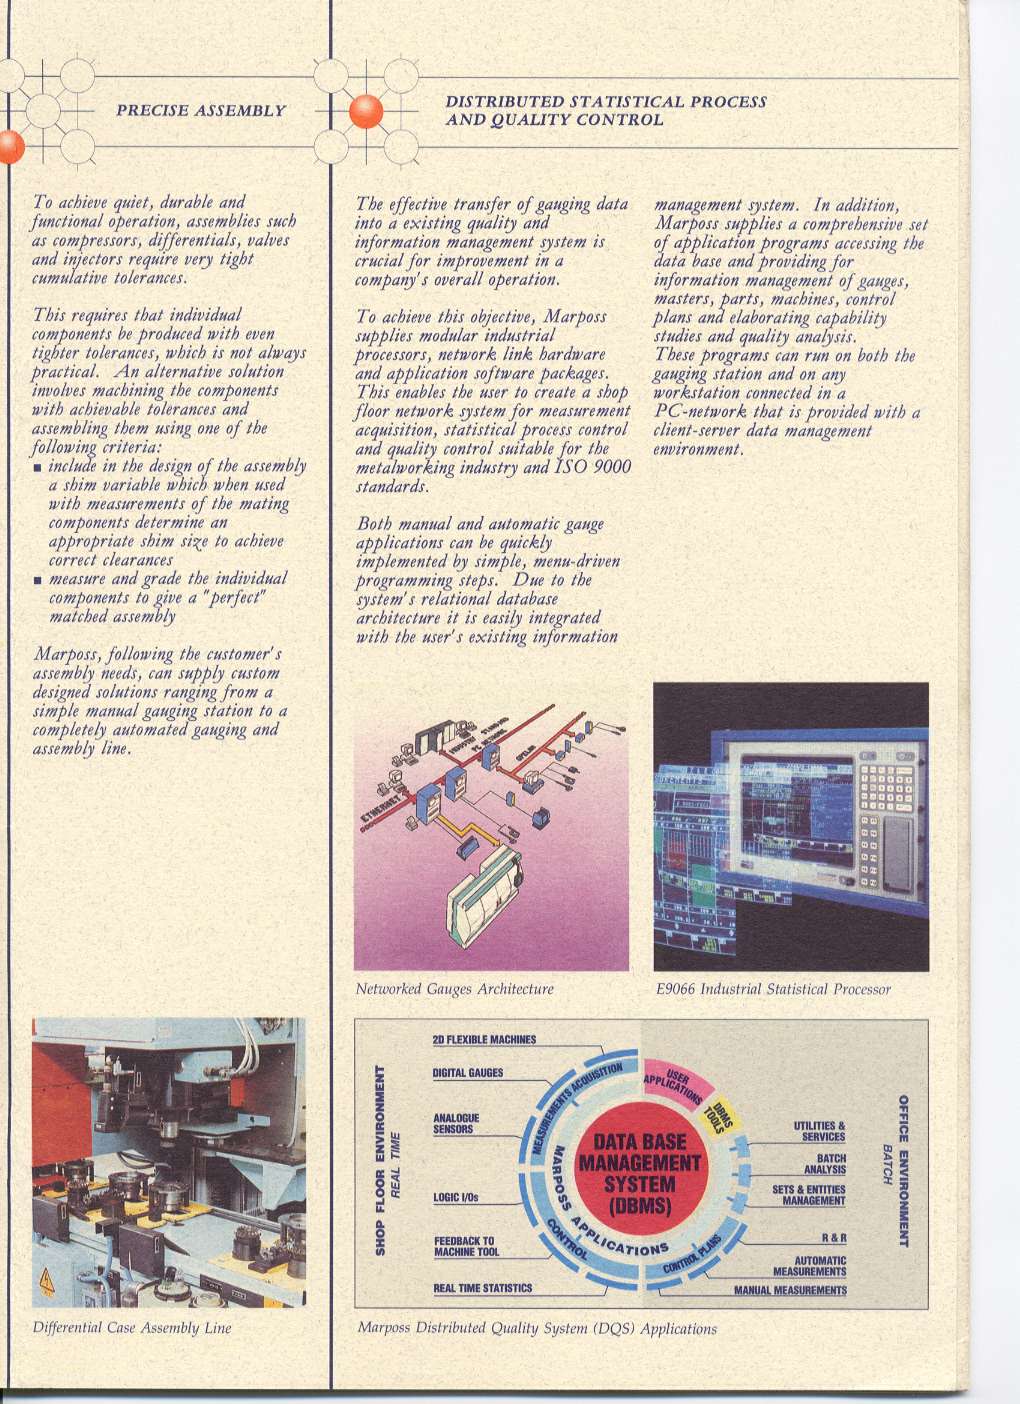 PRECISE ASSEMBLY
To achieve quiet, durable and
functional operation, assemblies such
as compressors, differentials, valves
and injectors require very tight
cumulative tolerances.
This requires that individual
components be produced with even
tighter tolerances, which is not always
practical. An alternative solution
involves machining the components
with achievable tolerances and
assembling them using one of the
following criteria:
■ include in the design of the assembly
a shim variable which when used
with measurements of the mating
components determine an
appropriate shim size to achieve
correct clearances
■ measure and grade the individual
components to give a "perfect"
matched assembly
Marposs, following the customer's
assembly needs, can supply custom
designed solutions ranging from a
simple manual gauging station to a
completely automated gauging and
assembly line.
Differential Case Assembly Line
DISTRIBUTED STATISTICAL PROCESS
AND QUALITY CONTROL
The effective transfer of gauging data
into a existing quality and
information management system is
crucial for improvement in a
company's overall operation.
To achieve this objective, Marposs
supplies modular industrial
processors, network link hardware
and application software packages.
This enables the user to create a shop
floor network system for measurement
acquisition, statistical process control
and quality control suitable for the
metalworking industry and ISO 9000
standards.
Both manual and automatic gauge
applications can be quickly
implemented by simple, menu-driven
programming steps. Due to the
system's relational database
architecture it is easily integrated
with the user's existing information
management system. In addition,
Marposs supplies a comprehensive set
of application programs accessing the
data base and providing for
information management of gauges,
masters, parts, machines, control
plans and elaborating capability
studies and quality analysis.
These programs can run on both the
gauging station and on any
workstation connected in a
PC-network that is provided with a
client-server data management
environment.
INDUSTRY STANDARD
PC NETWORK
ETHERNET
Networked Gauges Architecture
E9066 Industrial Statistical Processor
SHOP FLOOR ENVIRONMENT
REAL TIME
2D FLEXIBLE MACHINES
DIGITAL GAUGES
ANALOGUE
SENSORS
LOGIC I/Os
FEEDBACK TO
MACHINE TOOL
REAL TIME STATISTICS
MEASUREMENTS ACQUISITION
CONTROL
MARPOSS APPLICATIONS
DATA BASE
MANAGEMENT
SYSTEM
(DBMS)
USER
APPLICATIONS
DBMS
TOOLS
CONTROL PLANS
UTILITIES &
SERVICES
BATCH
ANALYSIS
SETS & ENTITIES
MANAGEMENT
R & R
AUTOMATIC
MEASUREMENTS
MANUAL MEASUREMENTS
OFFICE ENVIRONMENT
BATCH
Marposs Distributed Quality System (DQS) Applications